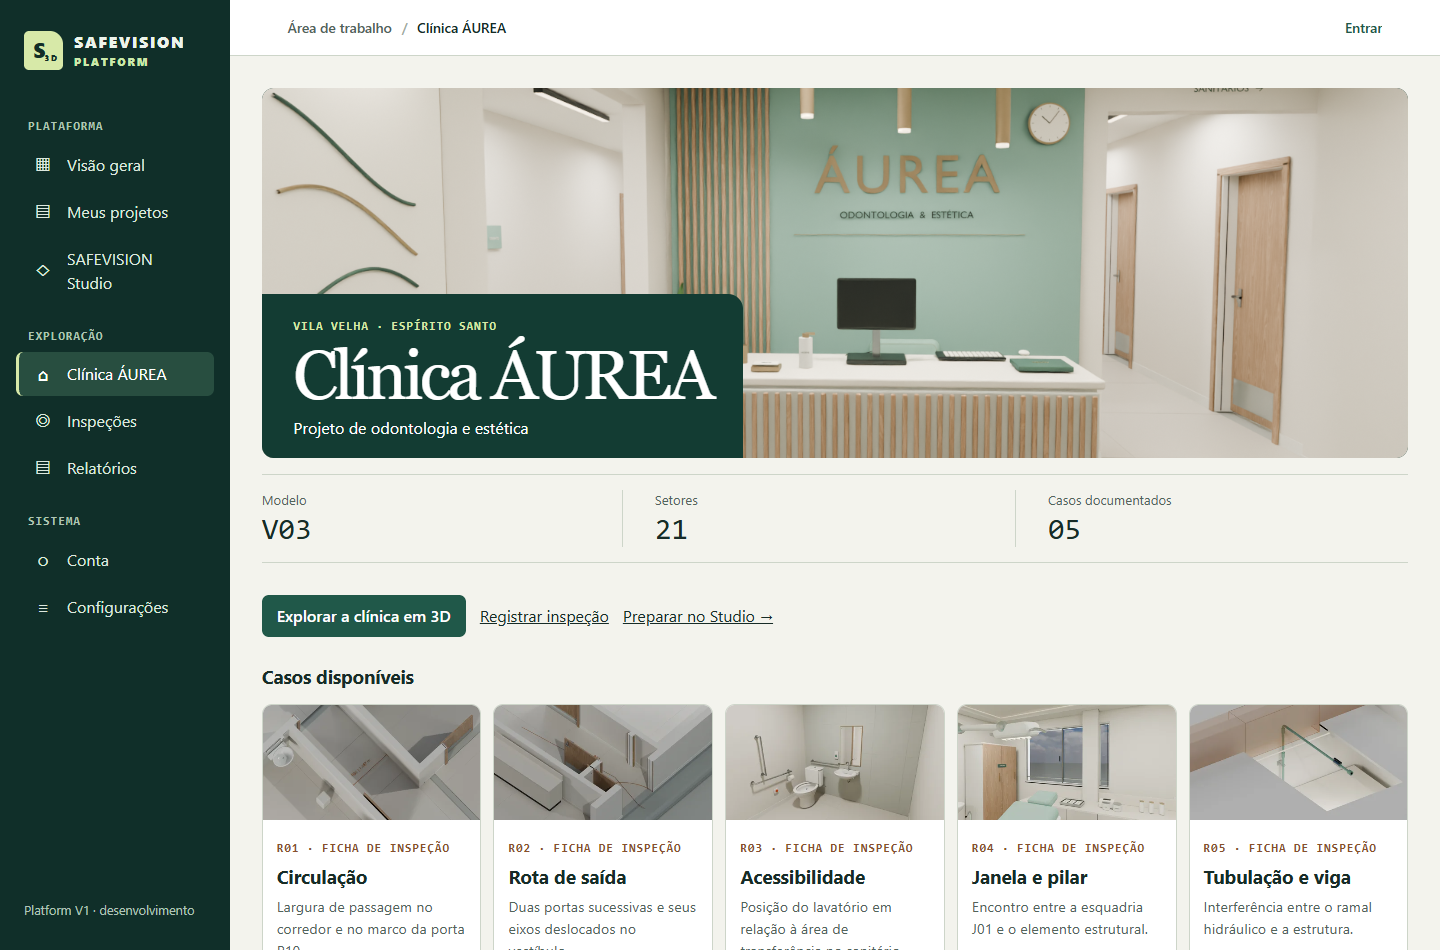 SAFEVISION
PLATFORM
PLATAFORMA
Visão geral
Meus projetos
SAFEVISION
Studio
EXPLORAÇÃO
Clínica ÁUREA
Inspeções
Relatórios
SISTEMA
Conta
Configurações
Platform V1 · desenvolvimento
Área de trabalho / Clínica ÁUREA
Entrar
SANITÁRIOS →
ÁUREA
ODONTOLOGIA & ESTÉTICA
VILA VELHA · ESPÍRITO SANTO
Clínica ÁUREA
Projeto de odontologia e estética
Modelo
V03
Setores
21
Casos documentados
05
Explorar a clínica em 3D
Registrar inspeção
Preparar no Studio →
Casos disponíveis
R01 · FICHA DE INSPEÇÃO
Circulação
Largura de passagem no
corredor e no marco da porta
P10
R02 · FICHA DE INSPEÇÃO
Rota de saída
Duas portas sucessivas e seus
eixos deslocados no
vestíbulo
R03 · FICHA DE INSPEÇÃO
Acessibilidade
Posição do lavatório em
relação à área de
transferência no sanitário
R04 · FICHA DE INSPEÇÃO
Janela e pilar
Encontro entre a esquadria
J01 e o elemento estrutural.
R05 · FICHA DE INSPEÇÃO
Tubulação e viga
Interferência entre o ramal
hidráulico e a estrutura.